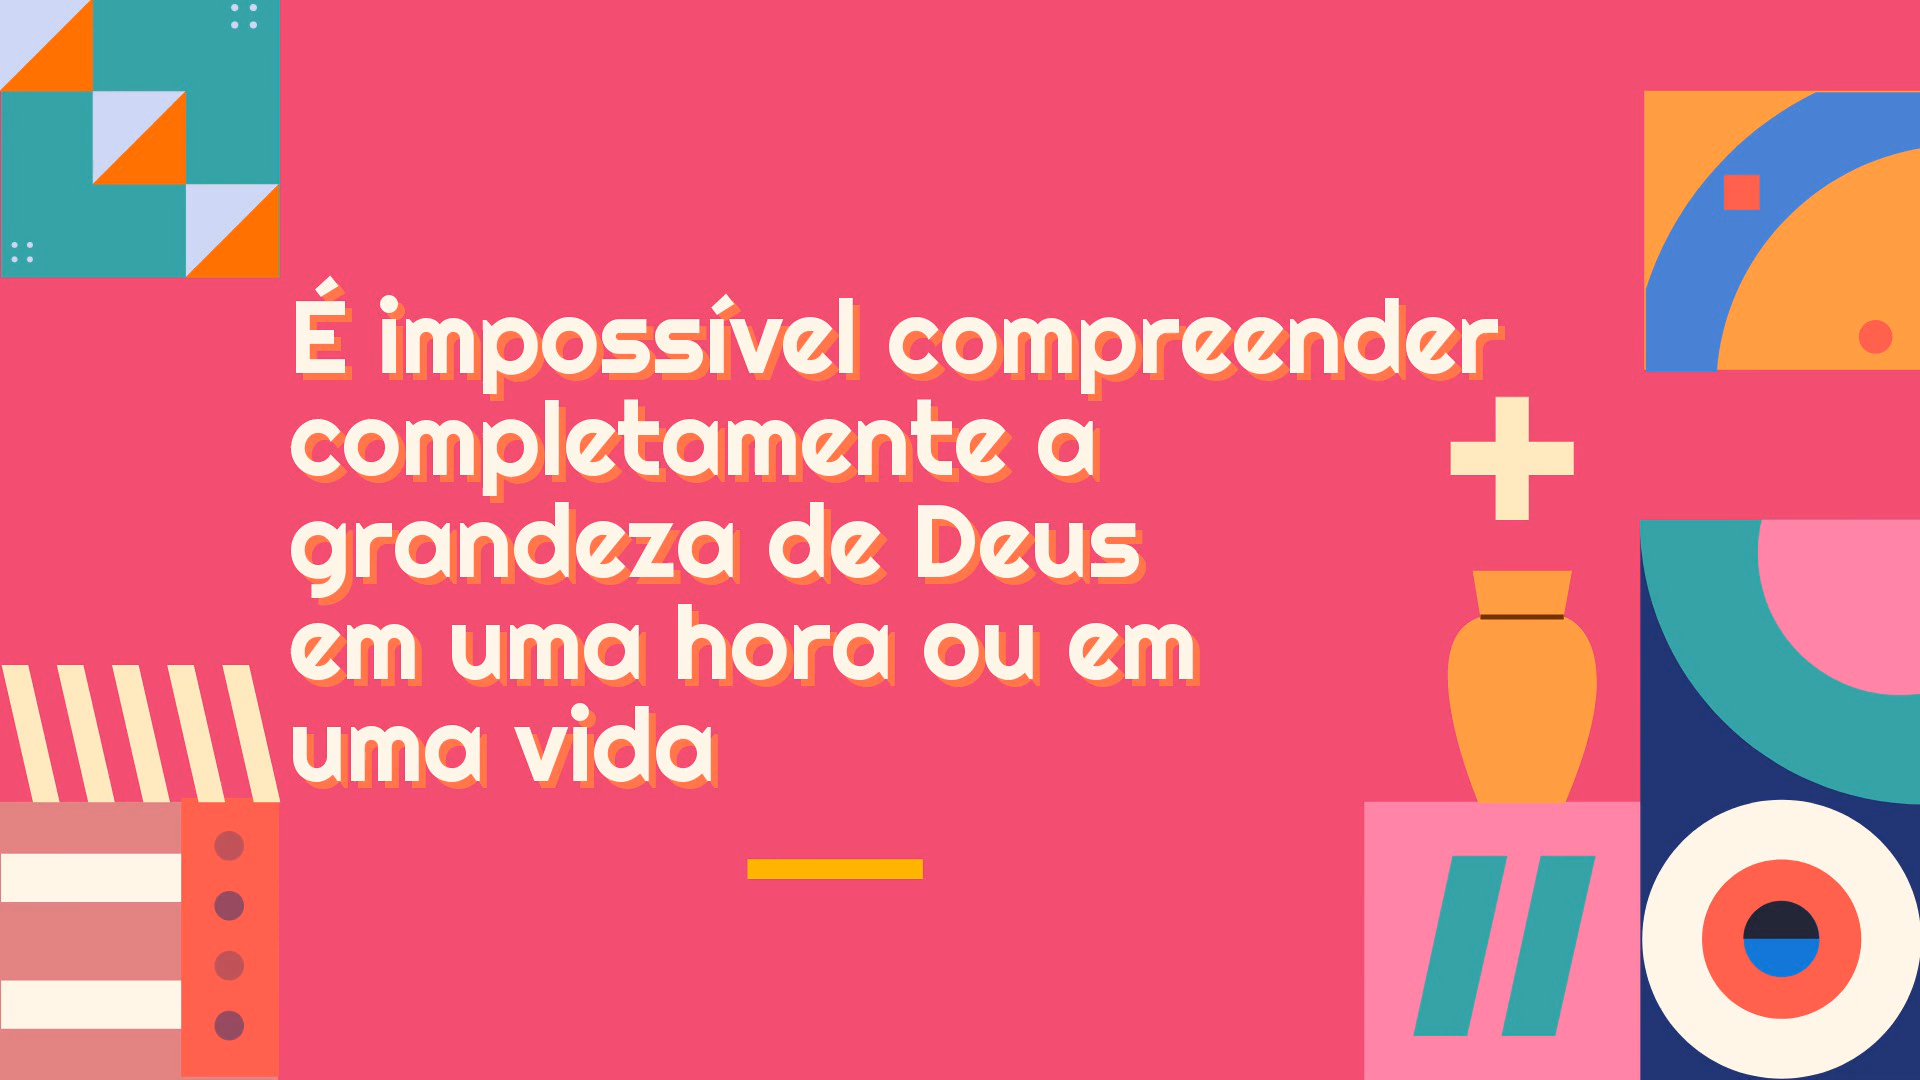 É impossível compreender
completamente a
grandeza de Deus
em uma hora ou em
uma vida